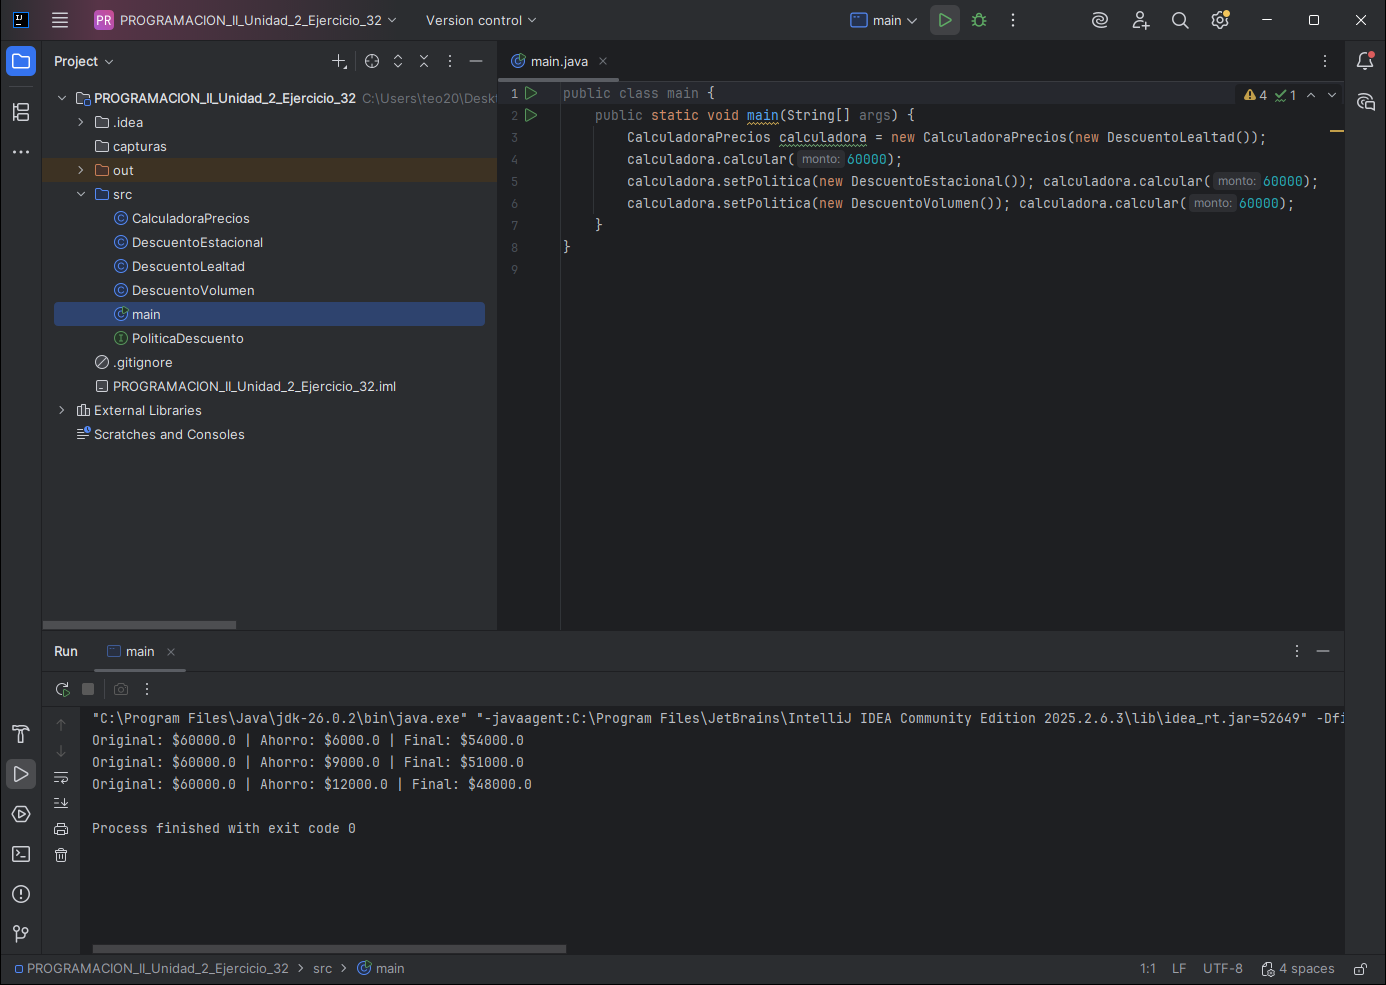 PR PROGRAMACION_II_Unidad_2_Ejercicio_32 Version control main
Project
PROGRAMACION_II_Unidad_2_Ejercicio_32 C:\Users\teo20\Deskt
.idea
capturas
out
src
CalculadoraPrecios
DescuentoEstacional
DescuentoLealtad
DescuentoVolumen
main
PoliticaDescuento
.gitignore
PROGRAMACION_II_Unidad_2_Ejercicio_32.iml
External Libraries
Scratches and Consoles
main.java
4 1
1 public class main {
2 public static void main(String[] args) {
3 CalculadoraPrecios calculadora = new CalculadoraPrecios(new DescuentoLealtad());
4 calculadora.calcular( monto: 60000);
5 calculadora.setPolitica(new DescuentoEstacional()); calculadora.calcular( monto: 60000);
6 calculadora.setPolitica(new DescuentoVolumen()); calculadora.calcular( monto: 60000);
7 }
8 }
9
Run main
"C:\Program Files\Java\jdk-26.0.2\bin\java.exe" "-javaagent:C:\Program Files\JetBrains\IntelliJ IDEA Community Edition 2025.2.6.3\lib\idea_rt.jar=52649" -Dfi
Original: $60000.0 | Ahorro: $6000.0 | Final: $54000.0
Original: $60000.0 | Ahorro: $9000.0 | Final: $51000.0
Original: $60000.0 | Ahorro: $12000.0 | Final: $48000.0
Process finished with exit code 0
PROGRAMACION_II_Unidad_2_Ejercicio_32 > src > main 1:1 LF UTF-8 4 spaces